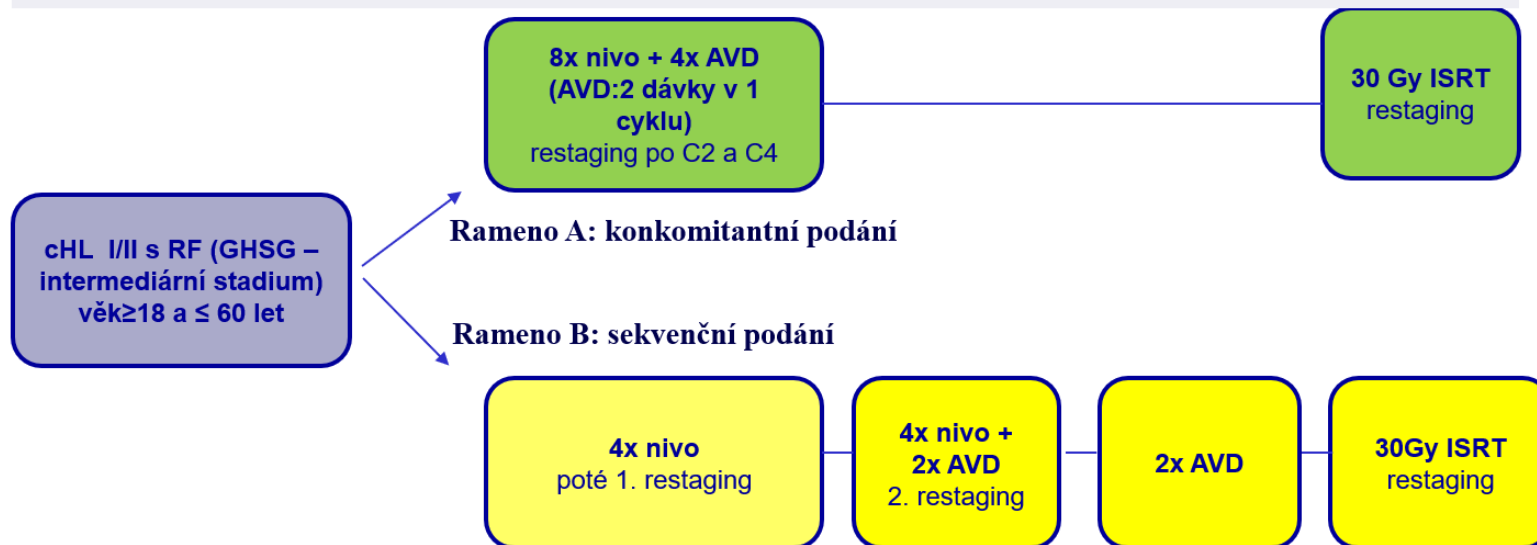 8x nivo + 4x AVD
(AVD:2 dávky v 1
cyklu)
restaging po C2 a C4
30 Gy ISRT
restaging
cHL  I/II s RF (GHSG –
intermediární stadium)
věk≥18 a ≤ 60 let
Rameno A: konkomitantní podání
Rameno B: sekvenční podání
4x nivo
poté 1. restaging
4x nivo +
2x AVD
2. restaging
2x AVD
30Gy ISRT
restaging